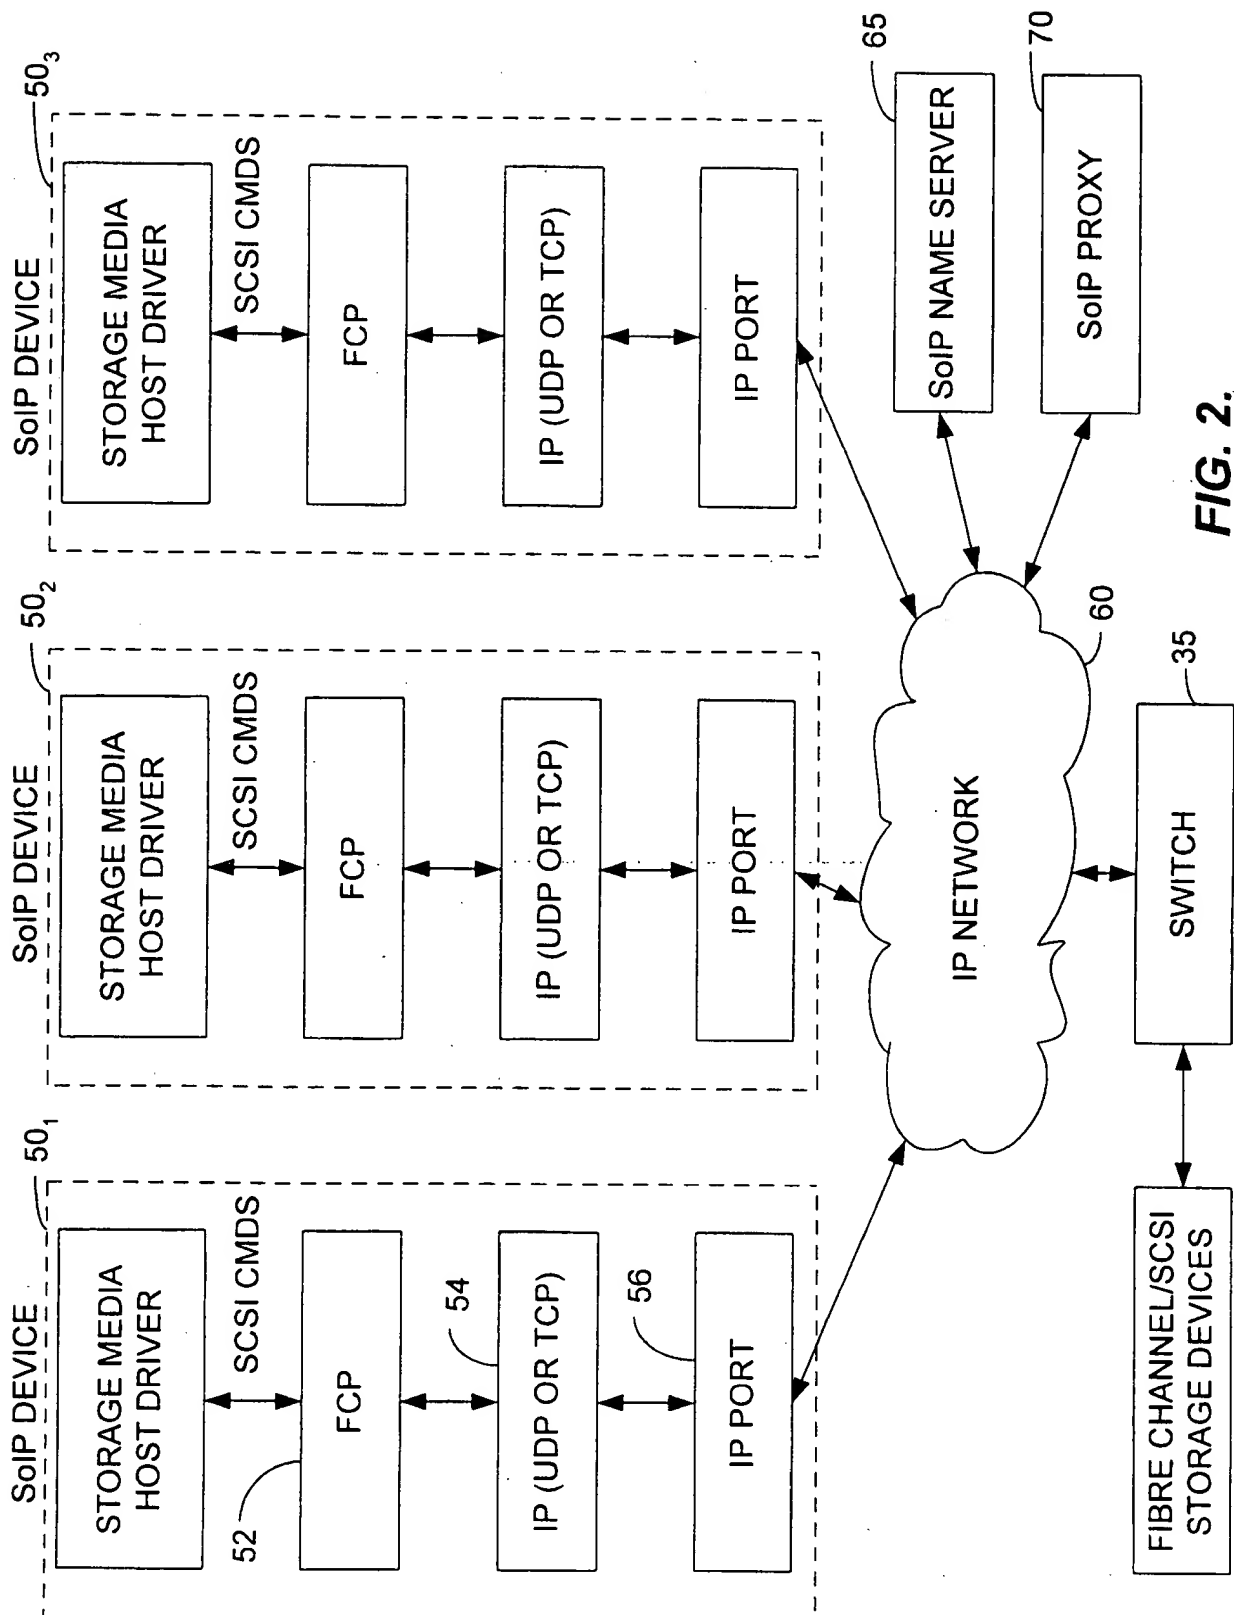 SoIP DEVICE
50₁
STORAGE MEDIA
HOST DRIVER
SCSI CMDS
52
FCP
54
IP (UDP OR TCP)
56
IP PORT
SoIP DEVICE
50₂
STORAGE MEDIA
HOST DRIVER
SCSI CMDS
FCP
IP (UDP OR TCP)
IP PORT
SoIP DEVICE
50₃
STORAGE MEDIA
HOST DRIVER
SCSI CMDS
FCP
IP (UDP OR TCP)
IP PORT
IP NETWORK
60
65
SoIP NAME SERVER
70
SoIP PROXY
35
SWITCH
FIBRE CHANNEL/SCSI
STORAGE DEVICES
FIG. 2.